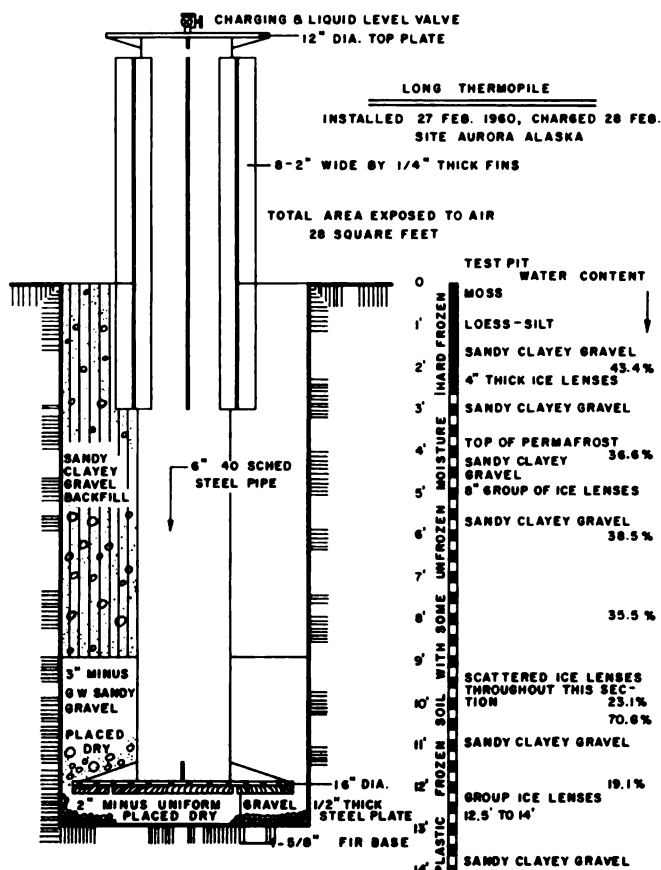 CHARGING & LIQUID LEVEL VALVE
12" DIA. TOP PLATE
LONG THERMOPILE
INSTALLED 27 FEB. 1960, CHARGED 28 FEB.
SITE AURORA ALASKA
8-2" WIDE BY 1/4" THICK FINS
TOTAL AREA EXPOSED TO AIR
28 SQUARE FEET
SANDY
CLAYEY
GRAVEL
BACKFILL
6" 40 SCHED
STEEL PIPE
3" MINUS
GW SANDY
GRAVEL
PLACED
DRY
16" DIA.
2" MINUS UNIFORM GRAVEL
PLACED DRY
1/2" THICK
STEEL PLATE
5/8" FIR BASE
HARD FROZEN
PLASTIC FROZEN SOIL WITH SOME UNFROZEN MOISTURE
TEST PIT
WATER CONTENT
0
MOSS
1'
LOESS-SILT
SANDY CLAYEY GRAVEL
2'
43.4%
4" THICK ICE LENSES
3'
SANDY CLAYEY GRAVEL
TOP OF PERMAFROST
4'
36.6%
SANDY CLAYEY
GRAVEL
5'
8" GROUP OF ICE LENSES
SANDY CLAYEY GRAVEL
6'
38.5%
7'
8'
35.5%
9'
SCATTERED ICE LENSES
THROUGHOUT THIS SEC-
10'
TION
23.1%
70.6%
11'
SANDY CLAYEY GRAVEL
12'
19.1%
GROUP ICE LENSES
12.5' TO 14'
13'
SANDY CLAYEY GRAVEL
14'